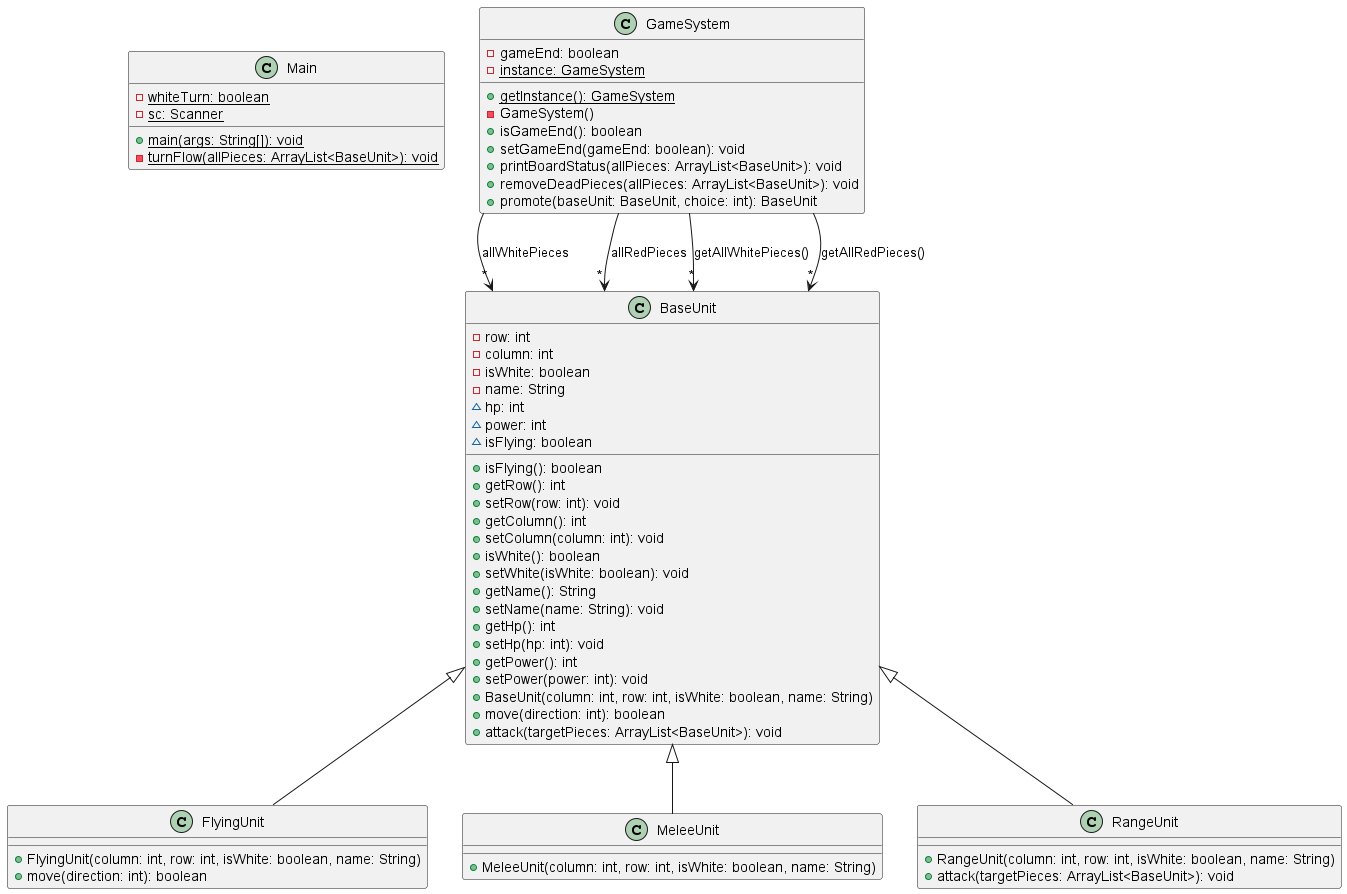 C Main
whiteTurn: boolean
sc: Scanner
main(args: String[]): void
turnFlow(allPieces: ArrayList<BaseUnit>): void
C GameSystem
gameEnd: boolean
instance: GameSystem
getInstance(): GameSystem
GameSystem()
isGameEnd(): boolean
setGameEnd(gameEnd: boolean): void
printBoardStatus(allPieces: ArrayList<BaseUnit>): void
removeDeadPieces(allPieces: ArrayList<BaseUnit>): void
promote(baseUnit: BaseUnit, choice: int): BaseUnit
allWhitePieces
*
allRedPieces
*
getAllWhitePieces()
*
getAllRedPieces()
*
C BaseUnit
row: int
column: int
isWhite: boolean
name: String
hp: int
power: int
isFlying: boolean
isFlying(): boolean
getRow(): int
setRow(row: int): void
getColumn(): int
setColumn(column: int): void
isWhite(): boolean
setWhite(isWhite: boolean): void
getName(): String
setName(name: String): void
getHp(): int
setHp(hp: int): void
getPower(): int
setPower(power: int): void
BaseUnit(column: int, row: int, isWhite: boolean, name: String)
move(direction: int): boolean
attack(targetPieces: ArrayList<BaseUnit>): void
C FlyingUnit
FlyingUnit(column: int, row: int, isWhite: boolean, name: String)
move(direction: int): boolean
C MeleeUnit
MeleeUnit(column: int, row: int, isWhite: boolean, name: String)
C RangeUnit
RangeUnit(column: int, row: int, isWhite: boolean, name: String)
attack(targetPieces: ArrayList<BaseUnit>): void